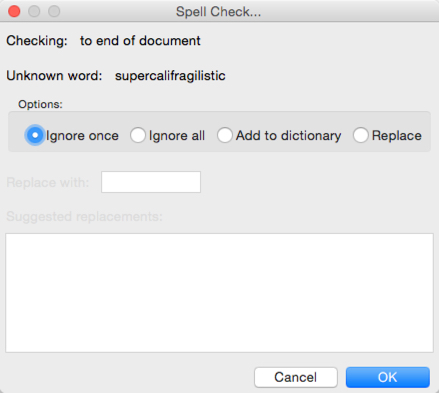 Spell Check...
Checking: to end of document
Unknown word: supercalifragilistic
Options:
Ignore once Ignore all Add to dictionary Replace
Replace with:
Suggested replacements:
Cancel OK